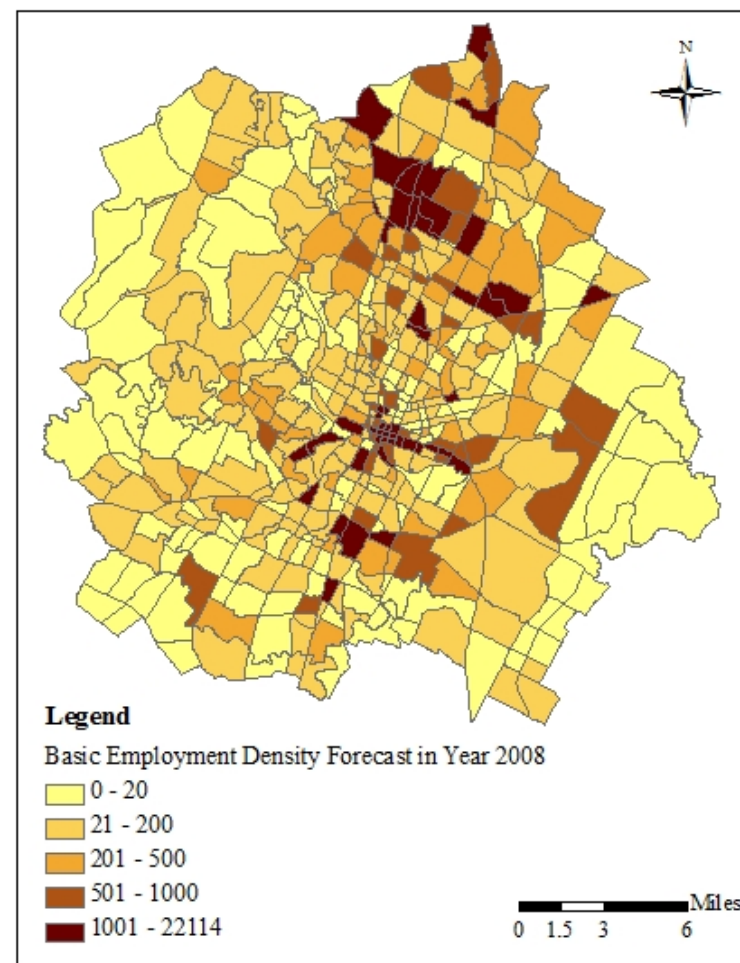 N
Legend
Basic Employment Density Forecast in Year 2008
0 - 20
21 - 200
201 - 500
501 - 1000
1001 - 22114
Miles
0 1.5 3 6